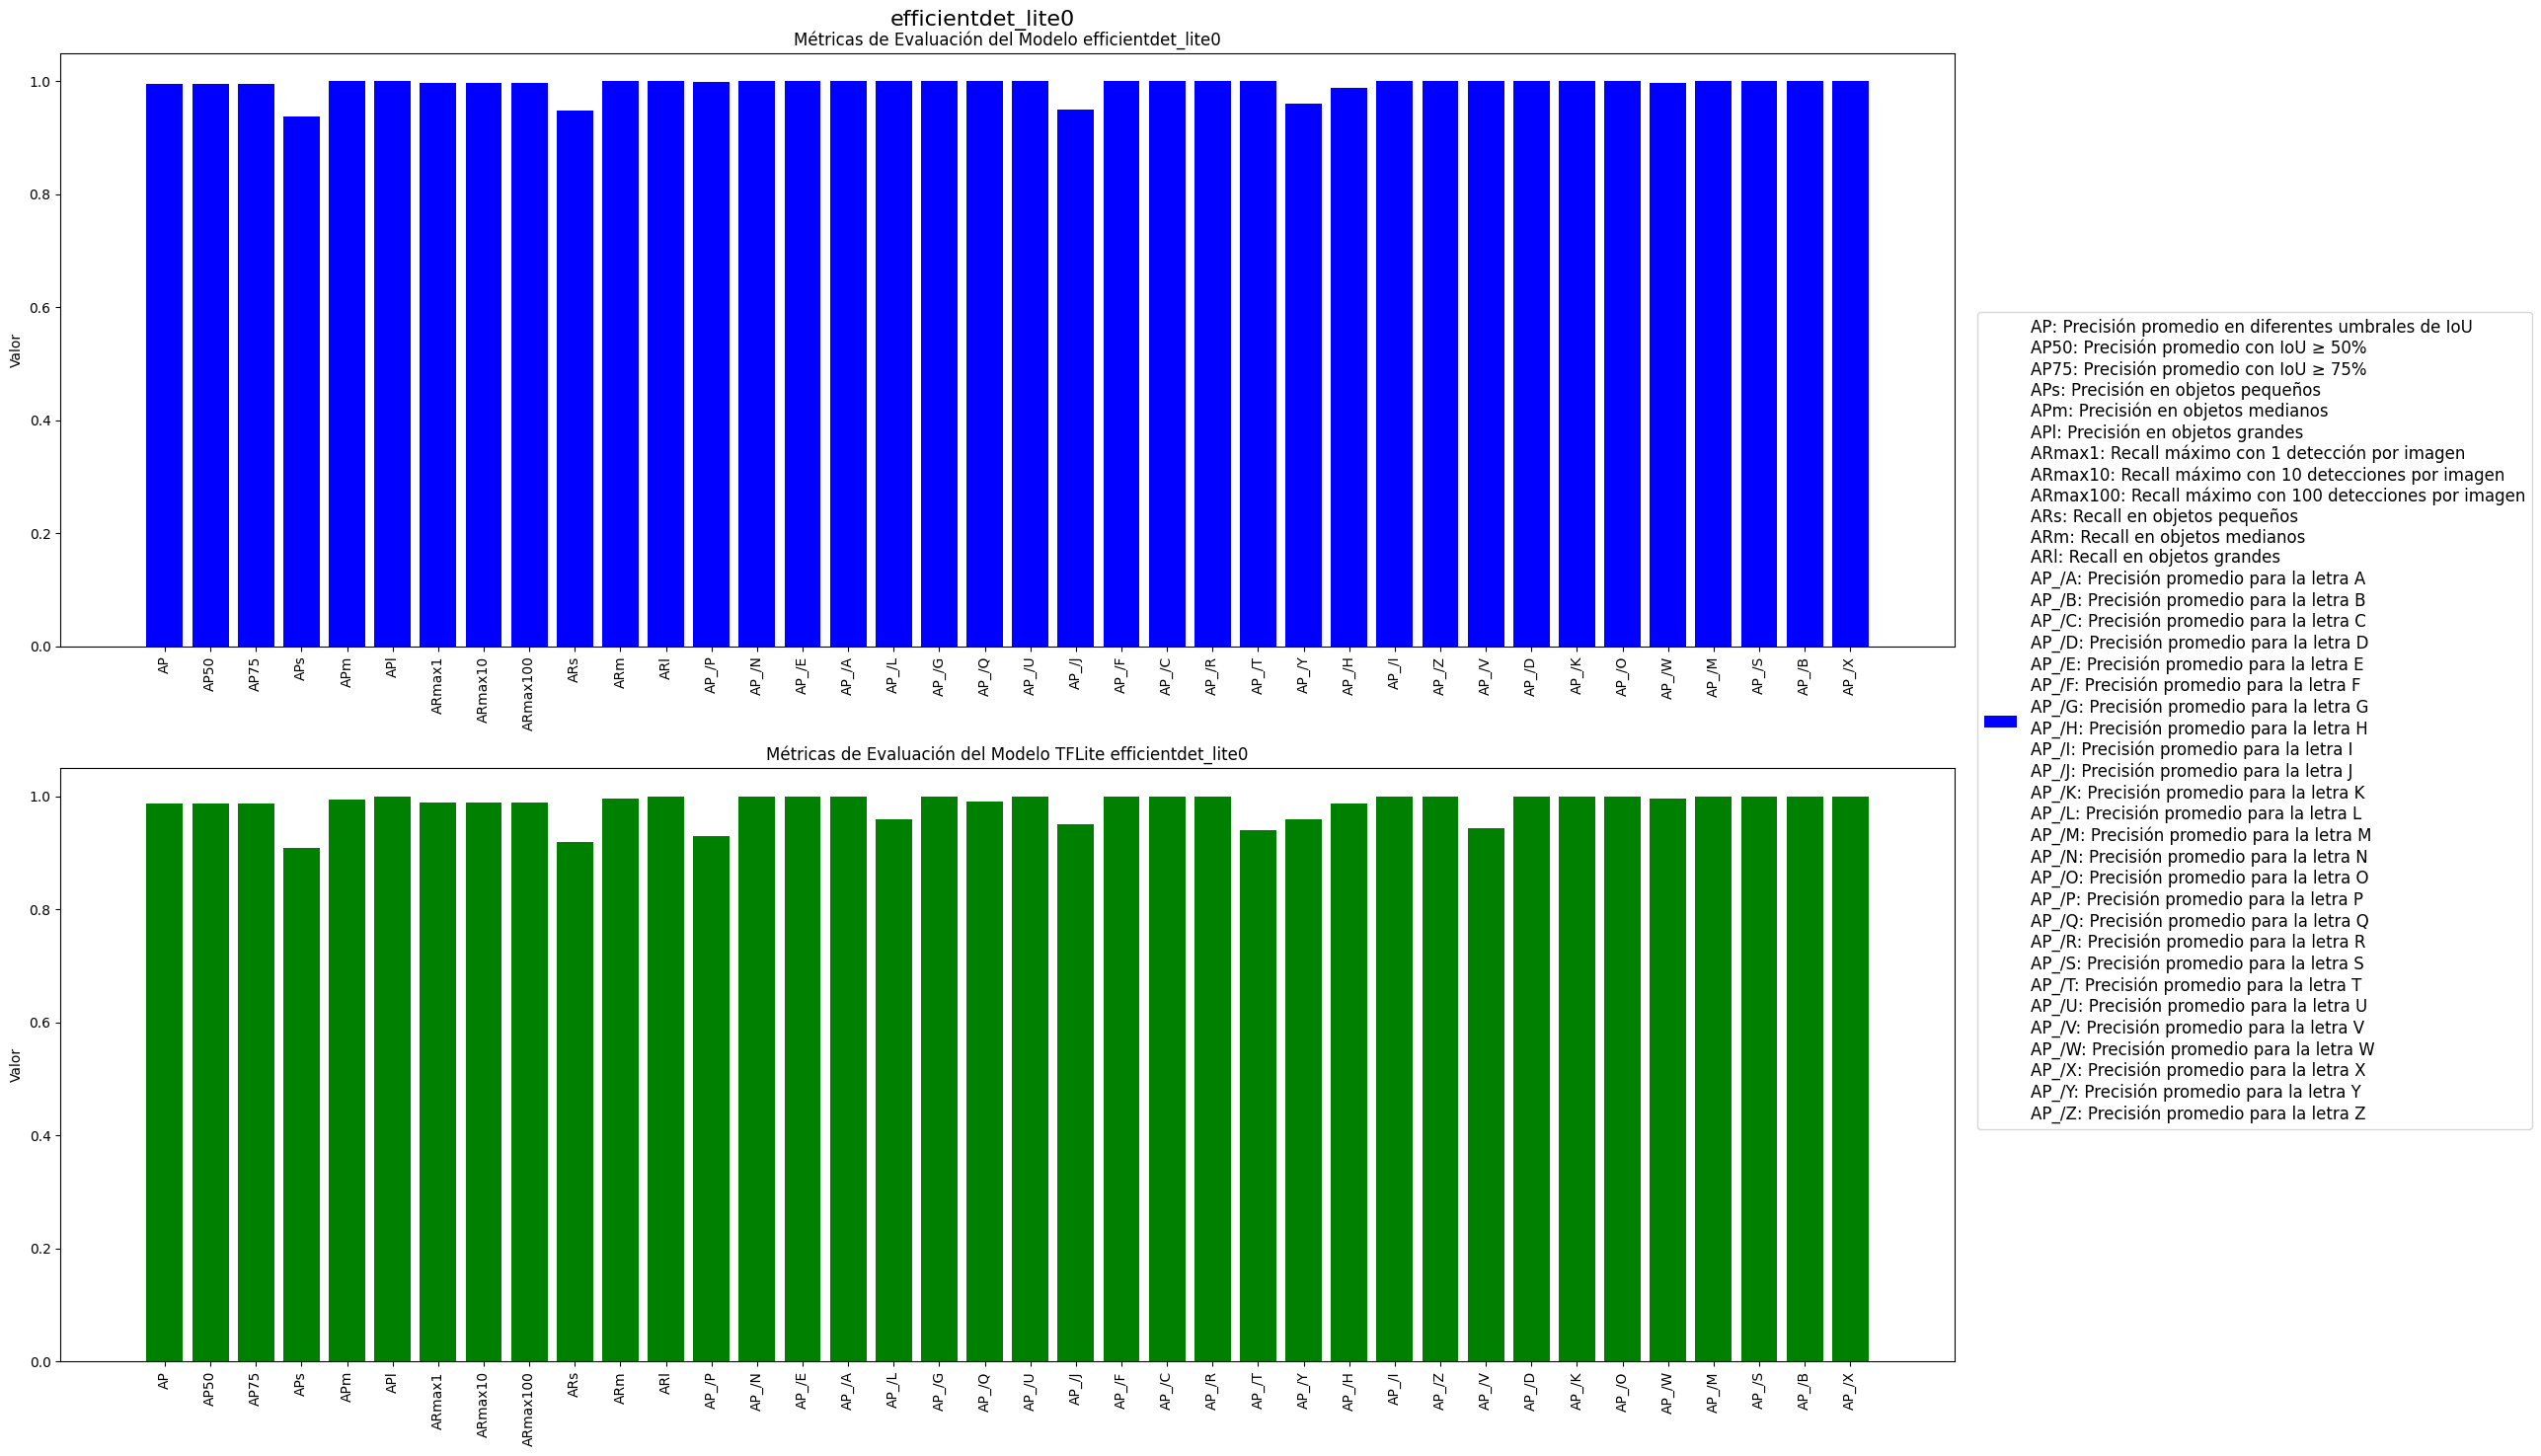 efficientdet_lite0
Métricas de Evaluación del Modelo efficientdet_lite0
Valor
1.0
0.8
0.6
0.4
0.2
0.0
AP AP50 AP75 APs APm APl ARmax1 ARmax10 ARmax100 ARs ARm ARl AP_/P AP_/N AP_/E AP_/A AP_/L AP_/G AP_/Q AP_/U AP_/J AP_/F AP_/C AP_/R AP_/T AP_/Y AP_/H AP_/I AP_/Z AP_/V AP_/D AP_/K AP_/O AP_/W AP_/M AP_/S AP_/B AP_/X
Métricas de Evaluación del Modelo TFLite efficientdet_lite0
Valor
1.0
0.8
0.6
0.4
0.2
0.0
AP AP50 AP75 APs APm APl ARmax1 ARmax10 ARmax100 ARs ARm ARl AP_/P AP_/N AP_/E AP_/A AP_/L AP_/G AP_/Q AP_/U AP_/J AP_/F AP_/C AP_/R AP_/T AP_/Y AP_/H AP_/I AP_/Z AP_/V AP_/D AP_/K AP_/O AP_/W AP_/M AP_/S AP_/B AP_/X
AP: Precisión promedio en diferentes umbrales de IoU
AP50: Precisión promedio con IoU ≥ 50%
AP75: Precisión promedio con IoU ≥ 75%
APs: Precisión en objetos pequeños
APm: Precisión en objetos medianos
APl: Precisión en objetos grandes
ARmax1: Recall máximo con 1 detección por imagen
ARmax10: Recall máximo con 10 detecciones por imagen
ARmax100: Recall máximo con 100 detecciones por imagen
ARs: Recall en objetos pequeños
ARm: Recall en objetos medianos
ARl: Recall en objetos grandes
AP_/A: Precisión promedio para la letra A
AP_/B: Precisión promedio para la letra B
AP_/C: Precisión promedio para la letra C
AP_/D: Precisión promedio para la letra D
AP_/E: Precisión promedio para la letra E
AP_/F: Precisión promedio para la letra F
AP_/G: Precisión promedio para la letra G
AP_/H: Precisión promedio para la letra H
AP_/I: Precisión promedio para la letra I
AP_/J: Precisión promedio para la letra J
AP_/K: Precisión promedio para la letra K
AP_/L: Precisión promedio para la letra L
AP_/M: Precisión promedio para la letra M
AP_/N: Precisión promedio para la letra N
AP_/O: Precisión promedio para la letra O
AP_/P: Precisión promedio para la letra P
AP_/Q: Precisión promedio para la letra Q
AP_/R: Precisión promedio para la letra R
AP_/S: Precisión promedio para la letra S
AP_/T: Precisión promedio para la letra T
AP_/U: Precisión promedio para la letra U
AP_/V: Precisión promedio para la letra V
AP_/W: Precisión promedio para la letra W
AP_/X: Precisión promedio para la letra X
AP_/Y: Precisión promedio para la letra Y
AP_/Z: Precisión promedio para la letra Z